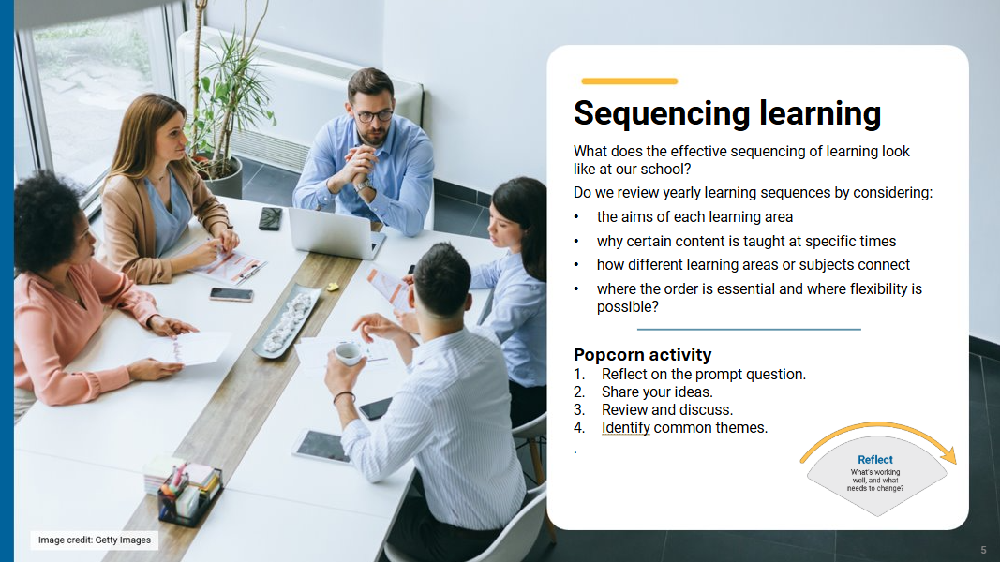 Sequencing learning
What does the effective sequencing of learning look
like at our school?
Do we review yearly learning sequences by considering:
• the aims of each learning area
• why certain content is taught at specific times
• how different learning areas or subjects connect
• where the order is essential and where flexibility is
possible?
Popcorn activity
1. Reflect on the prompt question.
2. Share your ideas.
3. Review and discuss.
4. Identify common themes.
.
Reflect
What's working
well, and what
needs to change?
Image credit: Getty Images
5